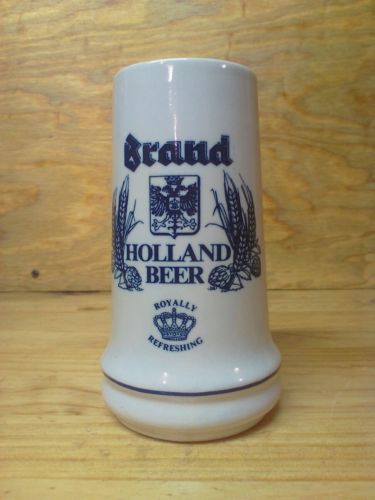 Brand
HOLLAND
BEER
ROYALLY
REFRESHING